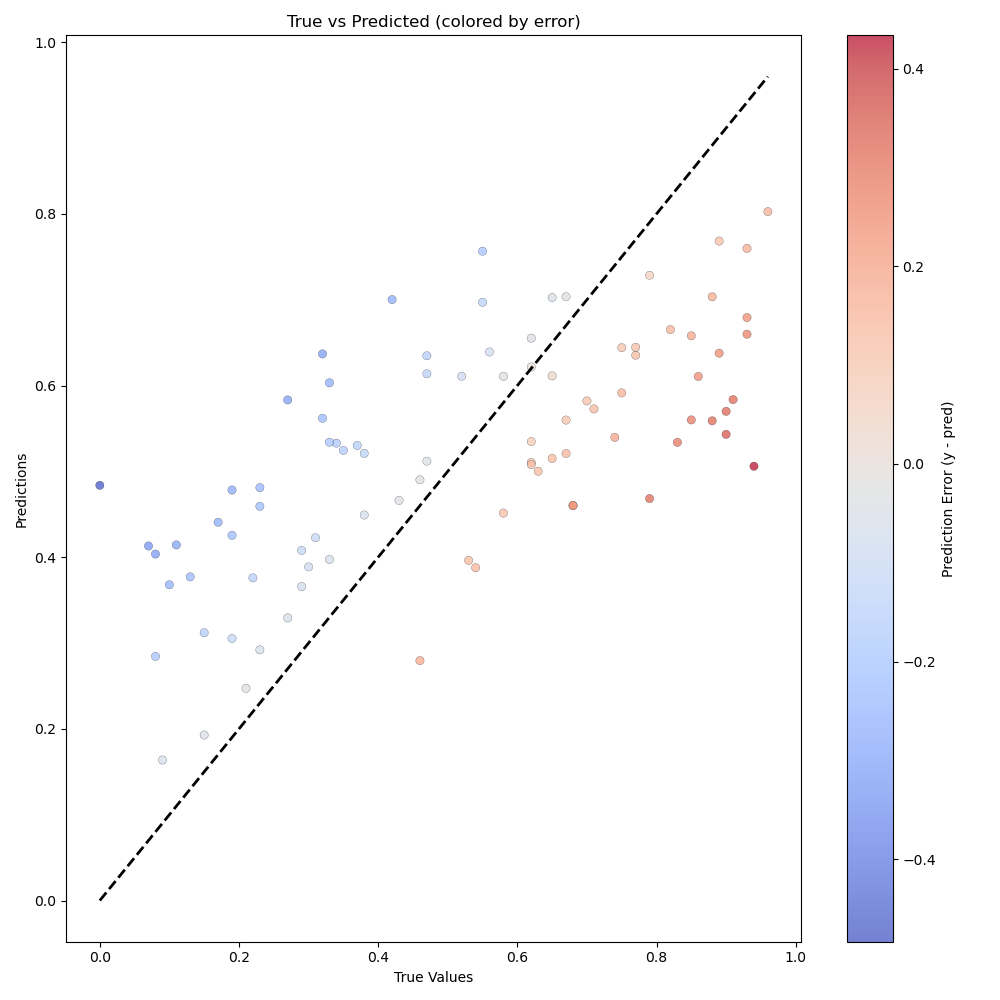 True vs Predicted (colored by error)
1.0
0.8
0.6
0.4
0.2
0.0
Predictions
0.0 0.2 0.4 0.6 0.8 1.0
True Values
0.4
0.2
0.0
−0.2
−0.4
Prediction Error (y - pred)